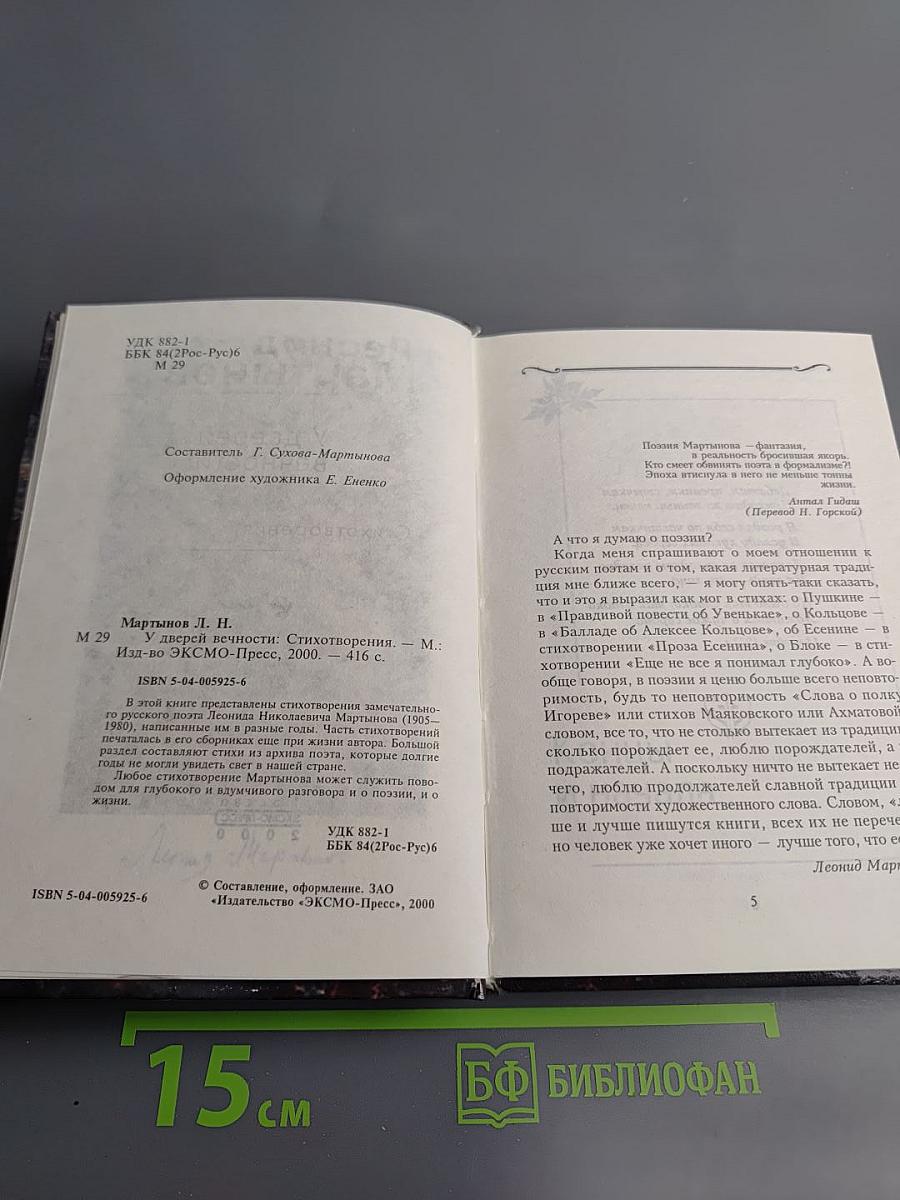 УДК 882-1
ББК 84(2Рос-Рус)6
М 29
Составитель Г. Сухова-Мартынова
Оформление художника Е. Ененко
Мартынов Л. Н.
М 29 У дверей вечности: Стихотворения. — М.:
Изд-во ЭКСМО-Пресс, 2000. — 416 с.
ISBN 5-04-005925-6
В этой книге представлены стихотворения замечательно-
го русского поэта Леонида Николаевича Мартынова (1905—
1980), написанные им в разные годы. Часть стихотворений
печаталась в его сборниках еще при жизни автора. Большой
раздел составляют стихи из архива поэта, которые долгие
годы не могли увидеть свет в нашей стране.
Любое стихотворение Мартынова может служить пово-
дом для глубокого и вдумчивого разговора и о поэзии, и о
жизни.
УДК 882-1
ББК 84(2Рос-Рус)6
ISBN 5-04-005925-6
© Составление, оформление. ЗАО
«Издательство «ЭКСМО-Пресс», 2000
Поэзия Мартынова —фантазия,
в реальность бросившая якорь.
Кто смеет обвинять поэта в формализме?!
Эпоха втиснула в него не меньше тонны
жизни.
Антал Гидаш
(Перевод Н. Горской)
А что я думаю о поэзии?
Когда меня спрашивают о моем отношении к
русским поэтам и о том, какая литературная тради-
ция мне ближе всего, — я могу опять-таки сказать,
что и это я выразил как мог в стихах: о Пушкине —
в «Правдивой повести об Увенькае», о Кольцове —
в «Балладе об Алексее Кольцове», об Есенине — в
стихотворении «Проза Есенина», о Блоке — в сти-
хотворении «Еще не все я понимал глубоко». А во-
обще говоря, в поэзии я ценю больше всего неповто-
римость, будь то неповторимость «Слова о полку
Игореве» или стихов Маяковского или Ахматовой
словом, все то, что не столько вытекает из традици
сколько порождает ее, люблю порождателей, а
подражателей. А поскольку ничто не вытекает не
чего, люблю продолжателей славной традиции
повторимости художественного слова. Словом, «л
ше и лучше пишутся книги, всех их не перече
но человек уже хочет иного — лучше того, что ес
Леонид Март
5
15 см
БФ БИБЛИОФАН